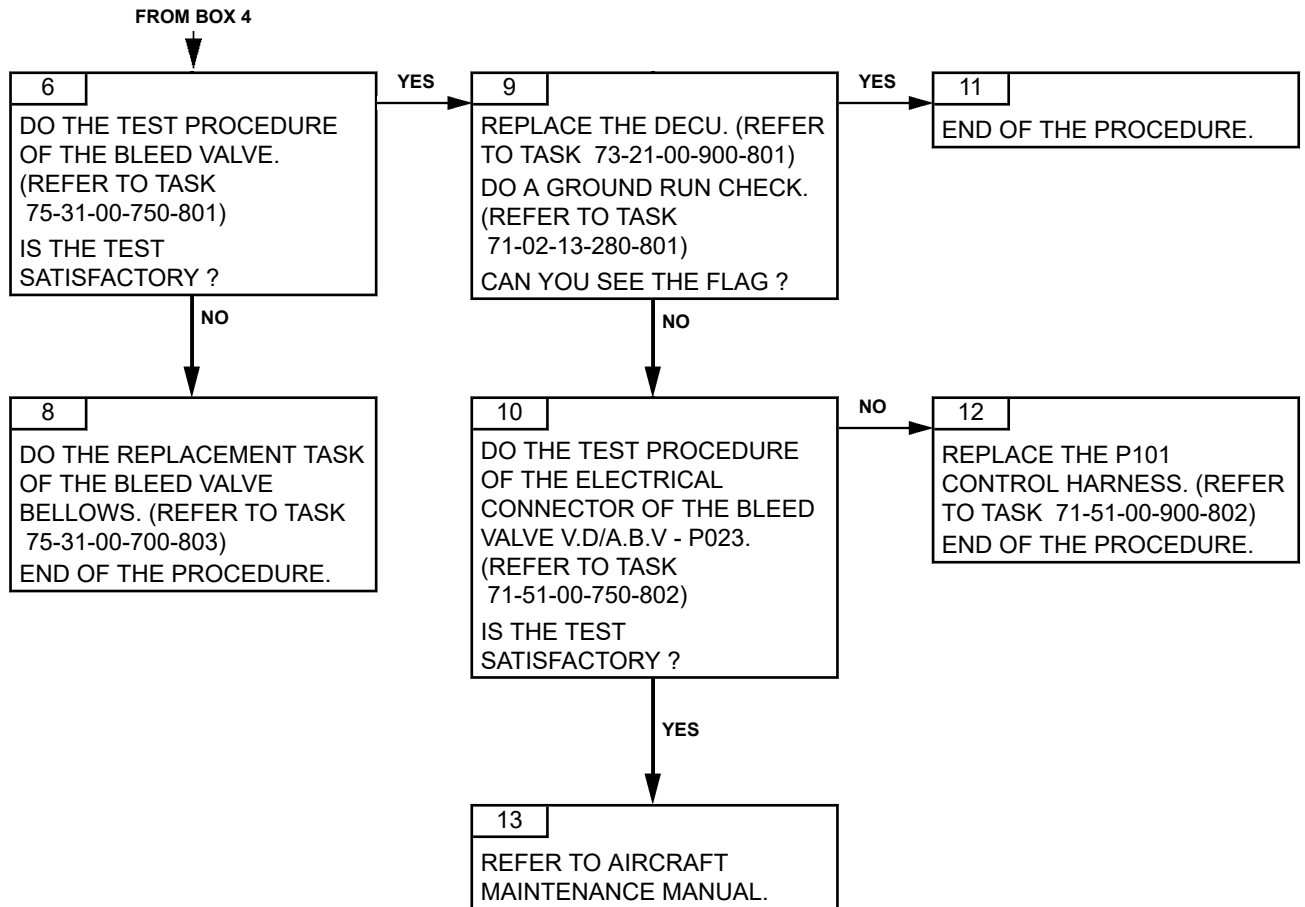 FROM BOX 4
6
DO THE TEST PROCEDURE
OF THE BLEED VALVE.
(REFER TO TASK
75-31-00-750-801)
IS THE TEST
SATISFACTORY ?
YES
9
REPLACE THE DECU. (REFER
TO TASK 73-21-00-900-801)
DO A GROUND RUN CHECK.
(REFER TO TASK
71-02-13-280-801)
CAN YOU SEE THE FLAG ?
YES
11
END OF THE PROCEDURE.
NO
NO
8
DO THE REPLACEMENT TASK
OF THE BLEED VALVE
BELLOWS. (REFER TO TASK
75-31-00-700-803)
END OF THE PROCEDURE.
10
DO THE TEST PROCEDURE
OF THE ELECTRICAL
CONNECTOR OF THE BLEED
VALVE V.D/A.B.V - P023.
(REFER TO TASK
71-51-00-750-802)
IS THE TEST
SATISFACTORY ?
NO
12
REPLACE THE P101
CONTROL HARNESS. (REFER
TO TASK 71-51-00-900-802)
END OF THE PROCEDURE.
YES
13
REFER TO AIRCRAFT
MAINTENANCE MANUAL.